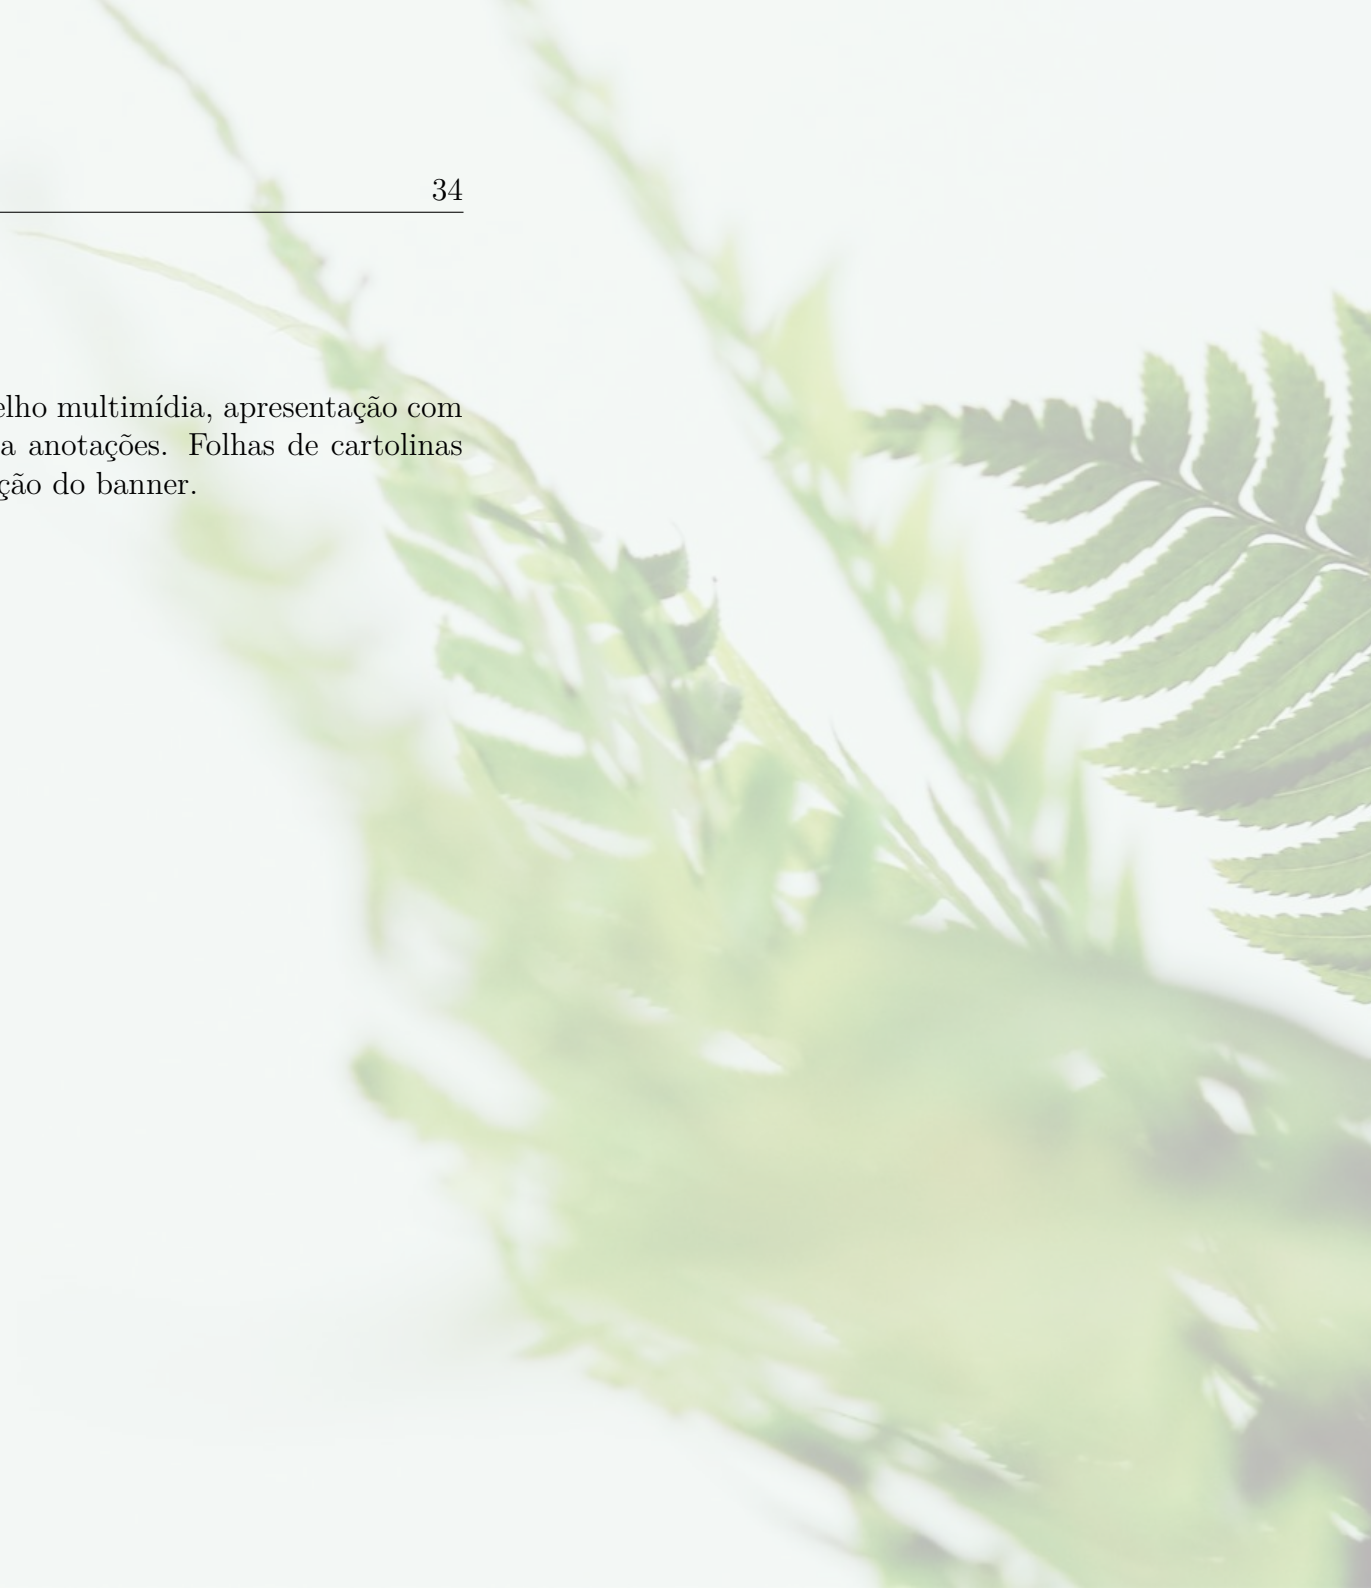 34
elho multimídia, apresentação com
a anotações. Folhas de cartolinas
ção do banner.